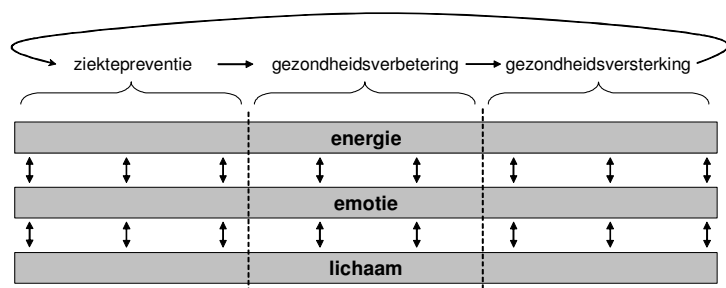 ziektepreventie gezondheidsverbetering gezondheidsversterking
energie
emotie
lichaam